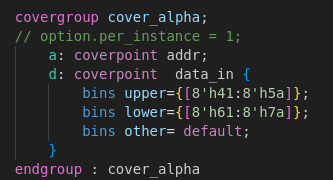 covergroup cover_alpha;
// option.per_instance = 1;
    a: coverpoint addr;
    d: coverpoint  data_in {
        bins upper={[8'h41:8'h5a]};
        bins lower={[8'h61:8'h7a]};
        bins other= default;
    }
endgroup : cover_alpha